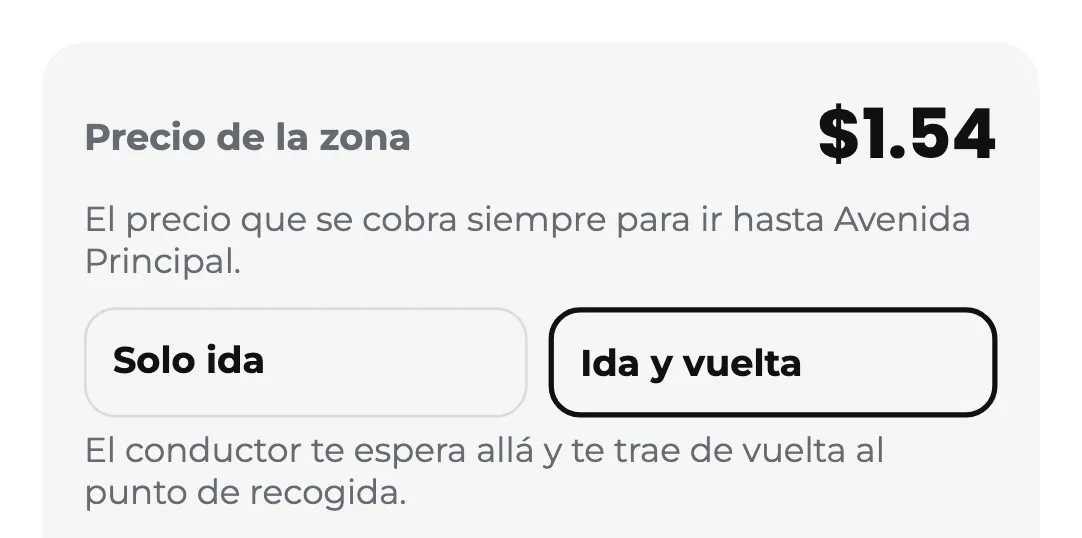 Precio de la zona
$1.54
El precio que se cobra siempre para ir hasta Avenida
Principal.
Solo ida
Ida y vuelta
El conductor te espera allá y te trae de vuelta al
punto de recogida.